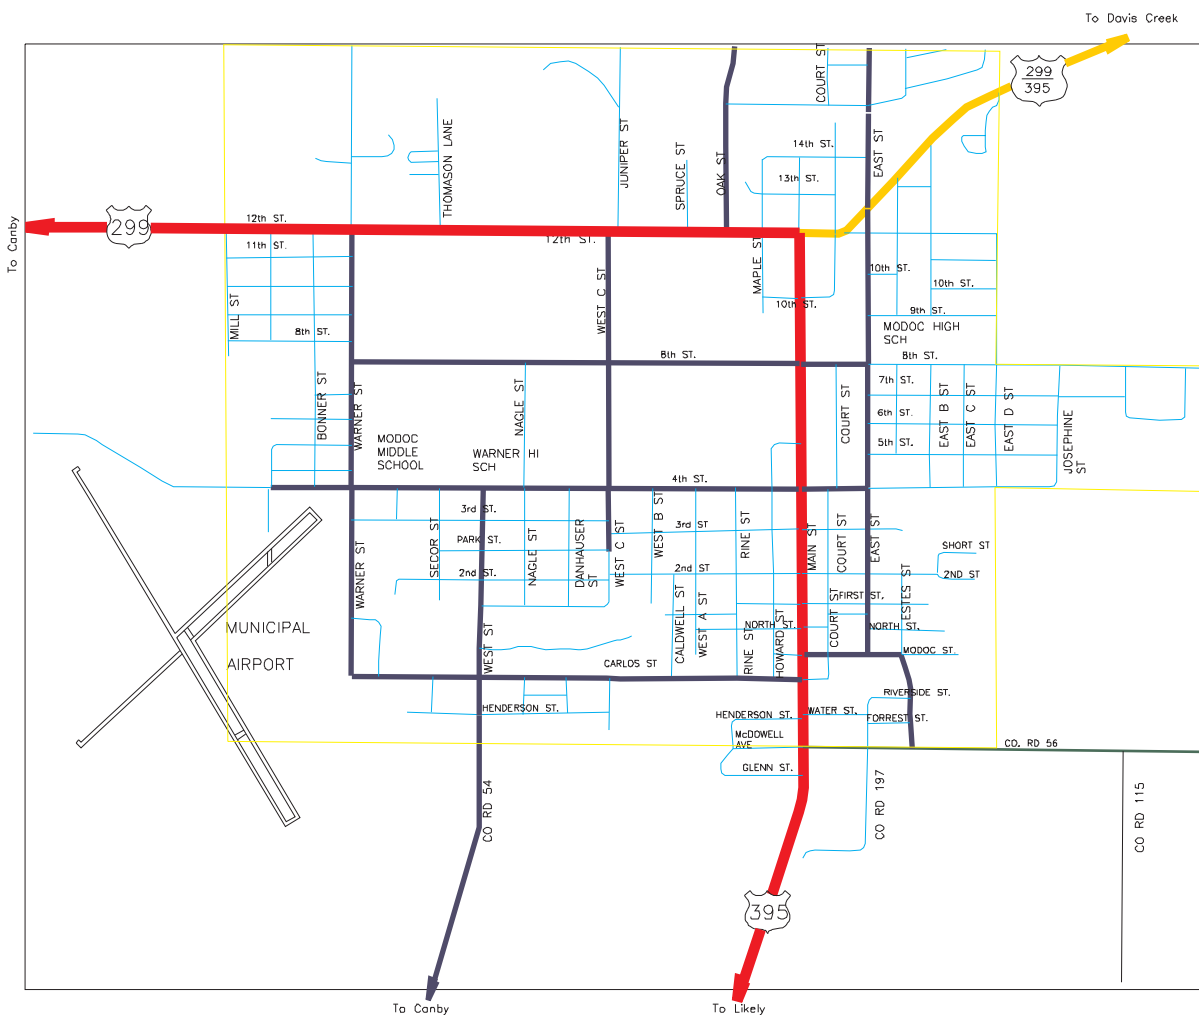 To Davis Creek
299
395
COURT ST
THOMASON LANE
JUNIPER ST
SPRUCE ST
OAK ST
14th ST.
13th ST.
EAST ST
To Canby
299
12th ST.
12th ST.
11th ST.
MILL ST
8th ST.
WEST C ST
MAPLE ST
10th ST.
10th ST.
10th ST.
9th ST.
MODOC HIGH
SCH
8th ST.
8th ST.
BONNER ST
WARNER ST
NAGLE ST
COURT ST
7th ST.
6th ST.
5th ST.
EAST B ST
EAST C ST
EAST D ST
JOSEPHINE
ST
MODOC
MIDDLE
SCHOOL
WARNER HI
SCH
4th ST.
3rd ST.
PARK ST.
2nd ST.
WARNER ST
SECOR ST
NAGLE ST
DANHAUSER
ST
WEST C ST
WEST B ST
3rd ST
2nd ST
RINE ST
MAIN ST
COURT ST
EAST ST
SHORT ST
2ND ST
ESTES ST
FIRST ST.
CALDWELL ST
WEST A ST
NORTH ST.
COURT ST
NORTH ST.
MUNICIPAL
AIRPORT
WEST ST
CARLOS ST
RINE ST
HOWARD ST
MODOC ST.
RIVERSIDE ST.
HENDERSON ST.
HENDERSON ST.
WATER ST.
FORREST ST.
McDOWELL
AVE
GLENN ST.
CO. RD 56
CO RD 54
CO RD 197
CO RD 115
395
To Canby
To Likely